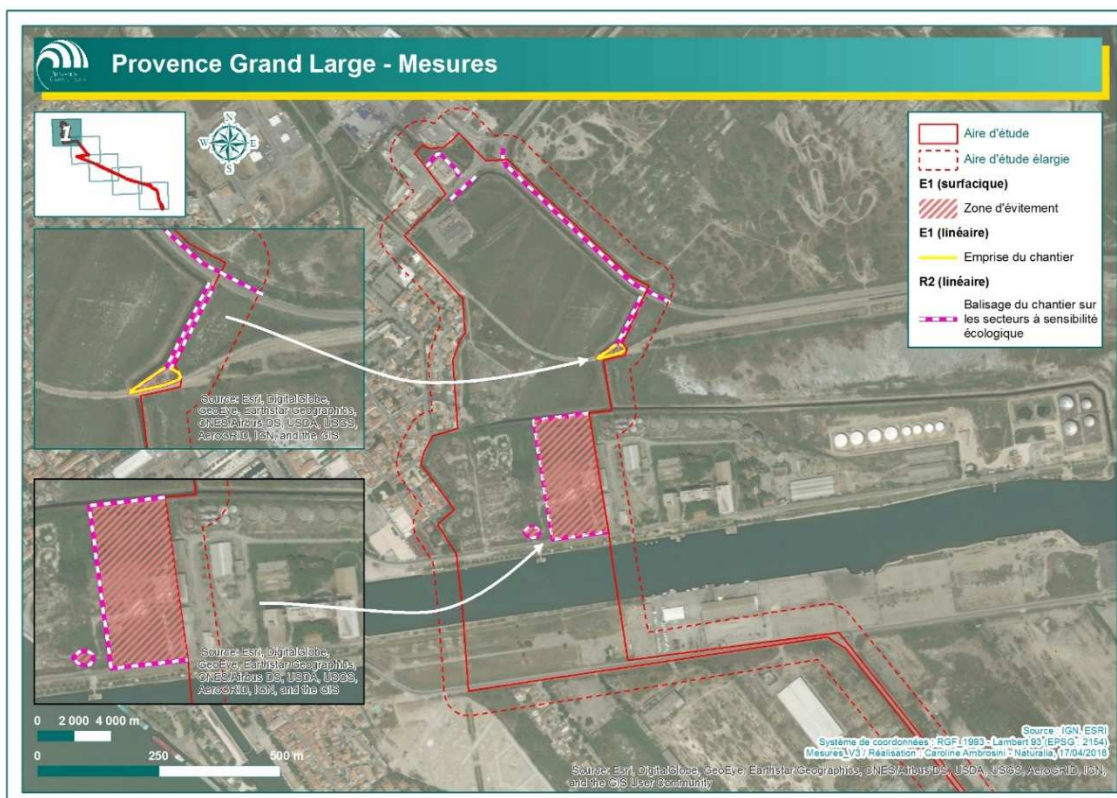 Provence Grand Large - Mesures
1
N
W
E
S
Aire d'étude
Aire d'étude élargie
E1 (surfacique)
Zone d'évitement
E1 (linéaire)
Emprise du chantier
R2 (linéaire)
Balisage du chantier sur
les secteurs à sensibilité
écologique
Source: Esri, DigitalGlobe,
GeoEye, Earthstar Geographics,
CNES/Airbus DS, USDA, USGS,
AeroGRID, IGN, and the GIS
Source: Esri, DigitalGlobe,
GeoEye, Earthstar Geographics,
CNES/Airbus DS, USDA, USGS,
AeroGRID, IGN, and the GIS
0 2 000 4 000 m
0 250 500 m
Source : IGN, ESRI
Système de coordonnées : RGF_1993 - Lambert 93 (EPSG : 2154)
Mesures_V3 / Réalisation : Caroline Ambrosini - Naturalia, 17/04/2018
Source: Esri, DigitalGlobe, GeoEye, Earthstar Geographics, CNES/Airbus DS, USDA, USGS, AeroGRID, IGN,
and the GIS User Community